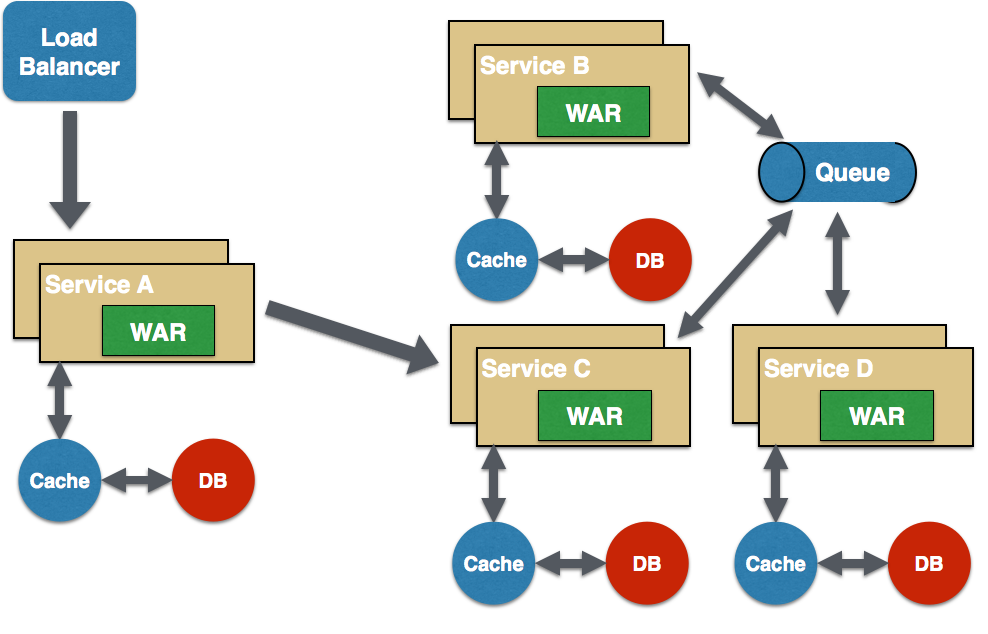 Load
Balancer
Service A
WAR
Cache
DB
Service B
WAR
Cache
DB
Queue
Service C
WAR
Cache
DB
Service D
WAR
Cache
DB